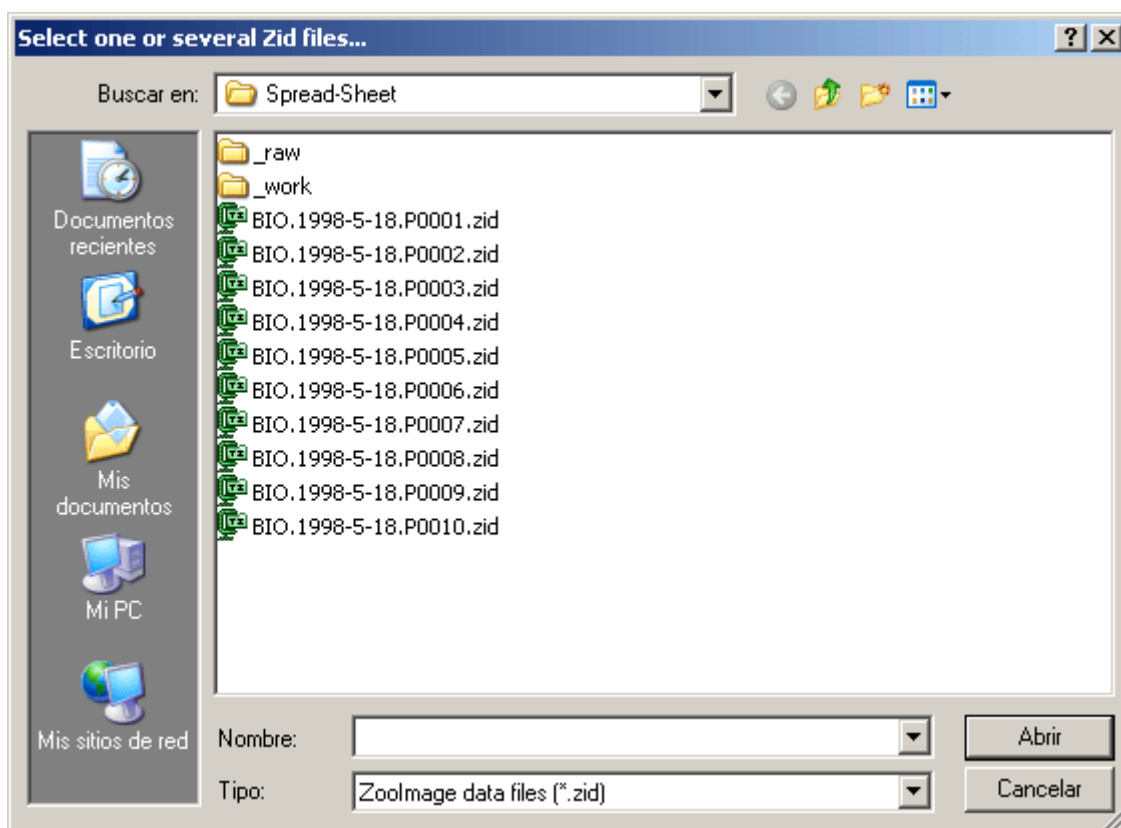 Select one or several Zid files...
Buscar en:
Spread-Sheet
Documentos
recientes
Escritorio
Mis
documentos
Mi PC
Mis sitios de red
_raw
_work
BIO.1998-5-18.P0001.zid
BIO.1998-5-18.P0002.zid
BIO.1998-5-18.P0003.zid
BIO.1998-5-18.P0004.zid
BIO.1998-5-18.P0005.zid
BIO.1998-5-18.P0006.zid
BIO.1998-5-18.P0007.zid
BIO.1998-5-18.P0008.zid
BIO.1998-5-18.P0009.zid
BIO.1998-5-18.P0010.zid
Nombre:
Abrir
Tipo:
ZooImage data files (*.zid)
Cancelar